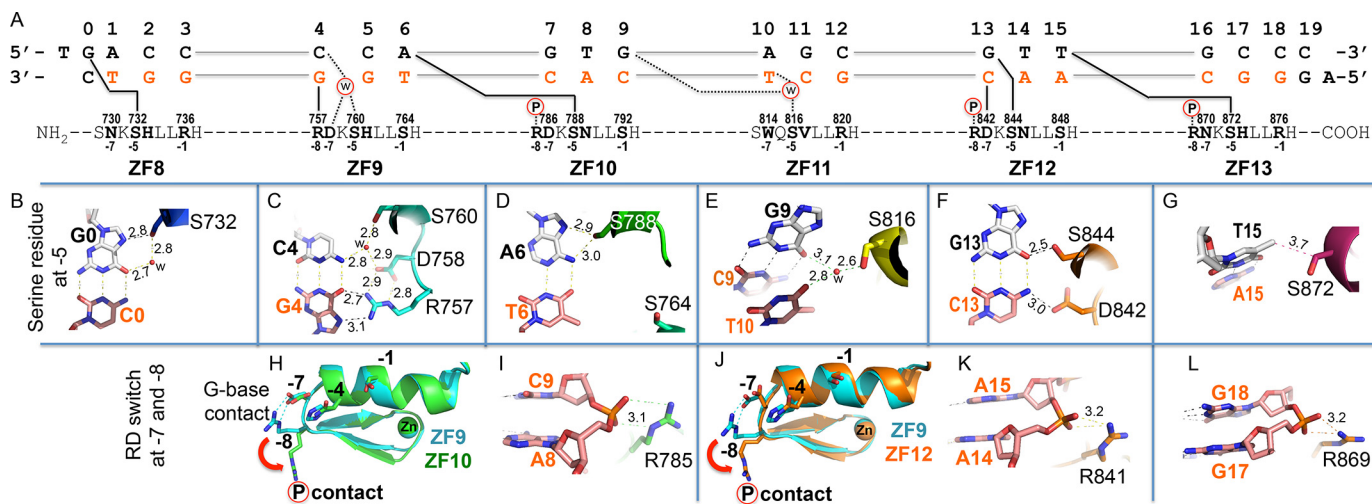 A
0 1 2 3 4 5 6 7 8 9 10 11 12 13 14 15 16 17 18 19
5′- T G A C C C C A G T G A G C G T T G C C C -3′
3′- C T G G G G T C A C T C G C A A C G G G A-5′
W W
P P P
730 732 736 757 760 764 786 788 792 814 816 820 842 844 848 870 872 876
NH2--SNKSHLLRH------RDKSHLLSH------RDKSNLLSH------SWQSVLLRH------RDKSNLLSH------RNKSHLLRH---COOH
-7 -5 -1 -8 -7 -5 -1 -8 -7 -5 -1 -7 -5 -1 -8 -7 -5 -1 -8 -7 -5 -1
ZF8 ZF9 ZF10 ZF11 ZF12 ZF13
Serine residue
at -5
B
S732
G0
2.8
2.8
2.7
w
C0
C
S760
C4
w
2.8
2.9
2.8
D758
2.9
2.8
2.7
G4
R757
3.1
D
S788
2.9
A6
3.0
T6
S764
E
G9
S816
3.1
2.6
2.8
w
C9
T10
F
G13
2.5
S844
C13
3.0
D842
G
T15
3.7
S872
A15
RD switch
at -7 and -8
H
-1
G-base
contact
-7
-4
-8
Zn
ZF9
ZF10
P contact
I
C9
3.1
A8
R785
J
-1
-7
-4
-8
Zn
ZF9
ZF12
P contact
K
A15
3.2
A14
R841
L
G18
3.2
G17
R869